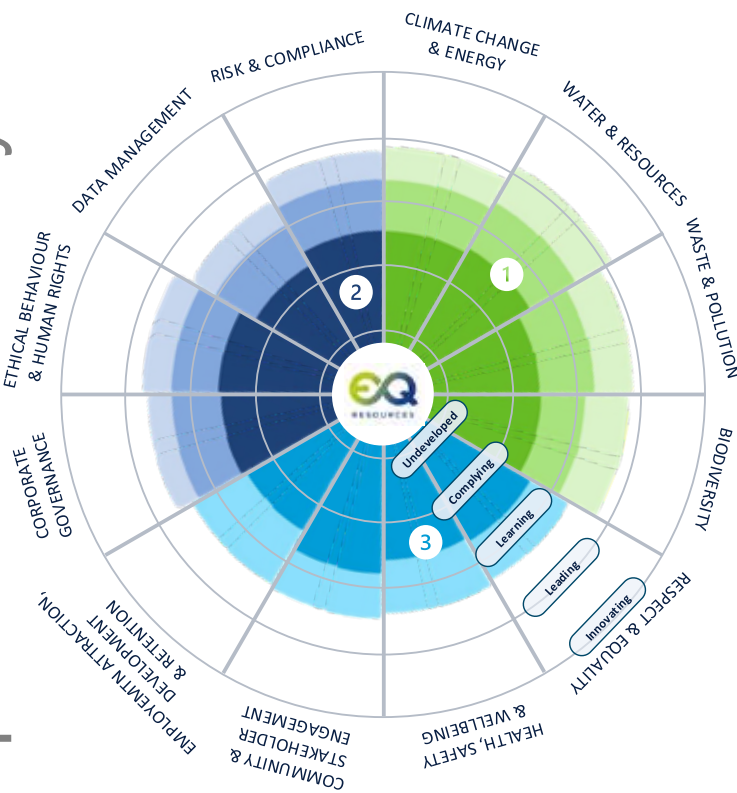 CLIMATE CHANGE
& ENERGY
WATER & RESOURCES
WASTE & POLLUTION
BIODIVERSITY
RESPECT & EQUALITY
HEALTH, SAFETY
& WELLBEING
COMMUNITY &
STAKEHOLDER
ENGAGEMENT
EMPLOYEMTN ATTRACTION,
DEVELOPMENT
& RETENTION
CORPORATE
GOVERNANCE
ETHICAL BEHAVIOUR
& HUMAN RIGHTS
DATA MANAGEMENT
RISK & COMPLIANCE
1
2
3
EQ
RESOURCES
Undeveloped
Complying
Learning
Leading
Innovating